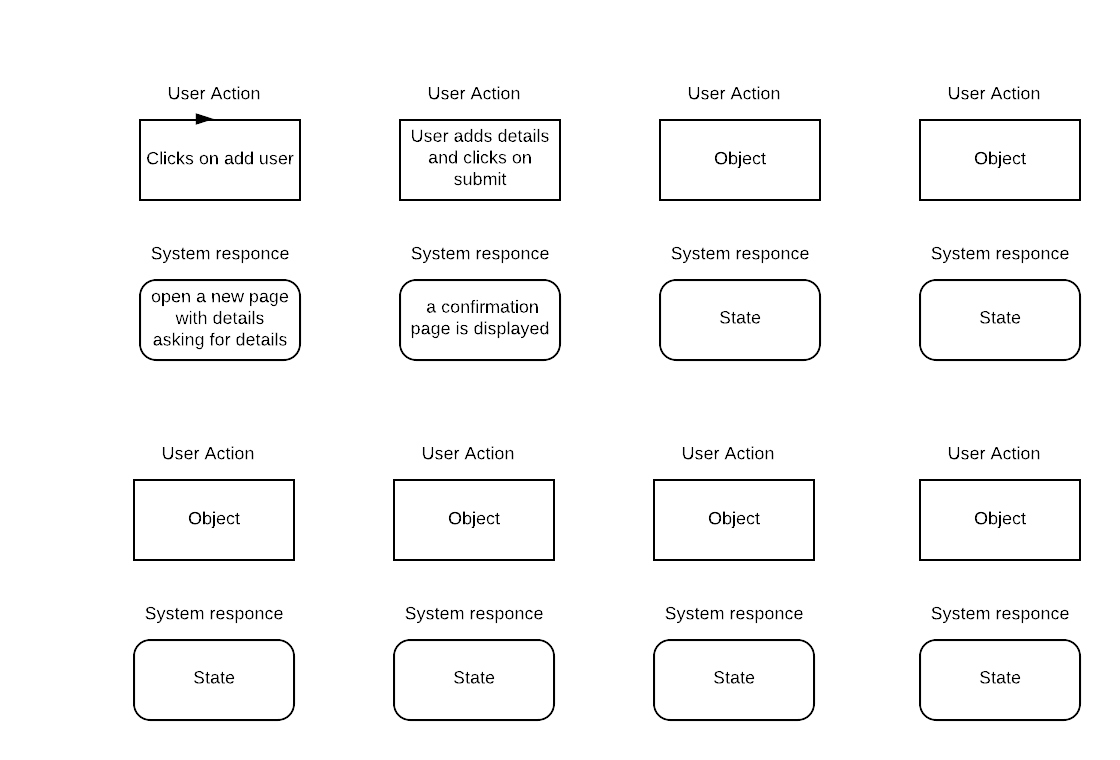 User Action
User Action
User Action
User Action
Clicks on add user
User adds details
and clicks on
submit
Object
Object
System responce
System responce
System responce
System responce
open a new page
with details
asking for details
a confirmation
page is displayed
State
State
User Action
User Action
User Action
User Action
Object
Object
Object
Object
System responce
System responce
System responce
System responce
State
State
State
State